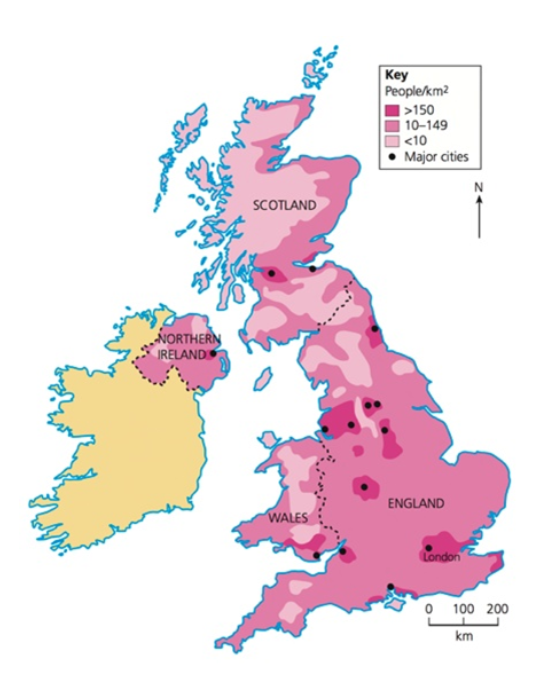 Key
People/km²
>150
10–149
<10
Major cities
N
SCOTLAND
NORTHERN
IRELAND
ENGLAND
WALES
London
0 100 200
km